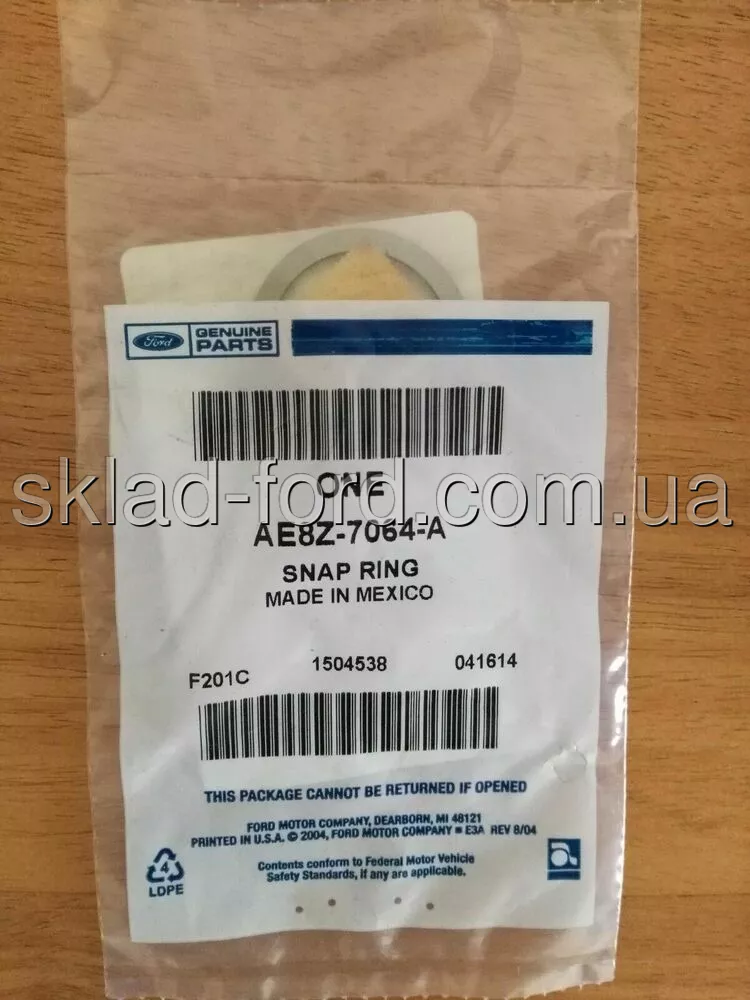 Ford
GENUINE
PARTS
ONE
sklad-ford.com.ua
AE8Z-7064-A
SNAP RING
MADE IN MEXICO
F201C 1504538 041614
THIS PACKAGE CANNOT BE RETURNED IF OPENED
FORD MOTOR COMPANY, DEARBORN, MI 48121
PRINTED IN U.S.A. © 2004, FORD MOTOR COMPANY ■ E3A REV 8/04
4
LDPE
Contents conform to Federal Motor Vehicle
Safety Standards, if any are applicable.